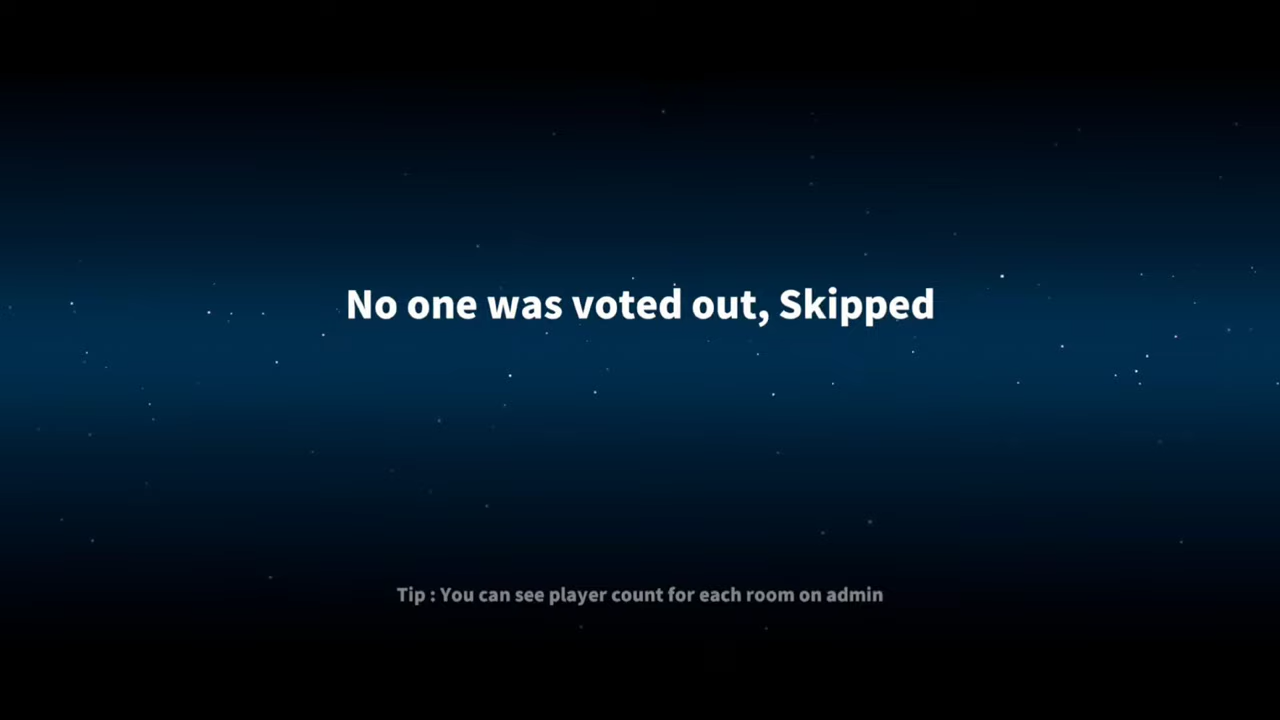 No one was voted out, Skipped
Tip : You can see player count for each room on admin